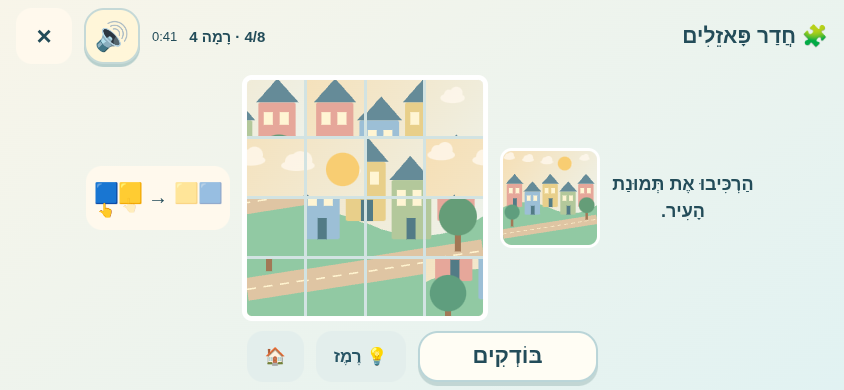 🧩 חֲדַר פָּאזֵלִים
4/8 · רָמָה 4
0:41
✕
הַרְכִּיבוּ אֶת תְּמוּנַת
הָעִיר.
→
בּוֹדְקִים
💡 רֶמֶז